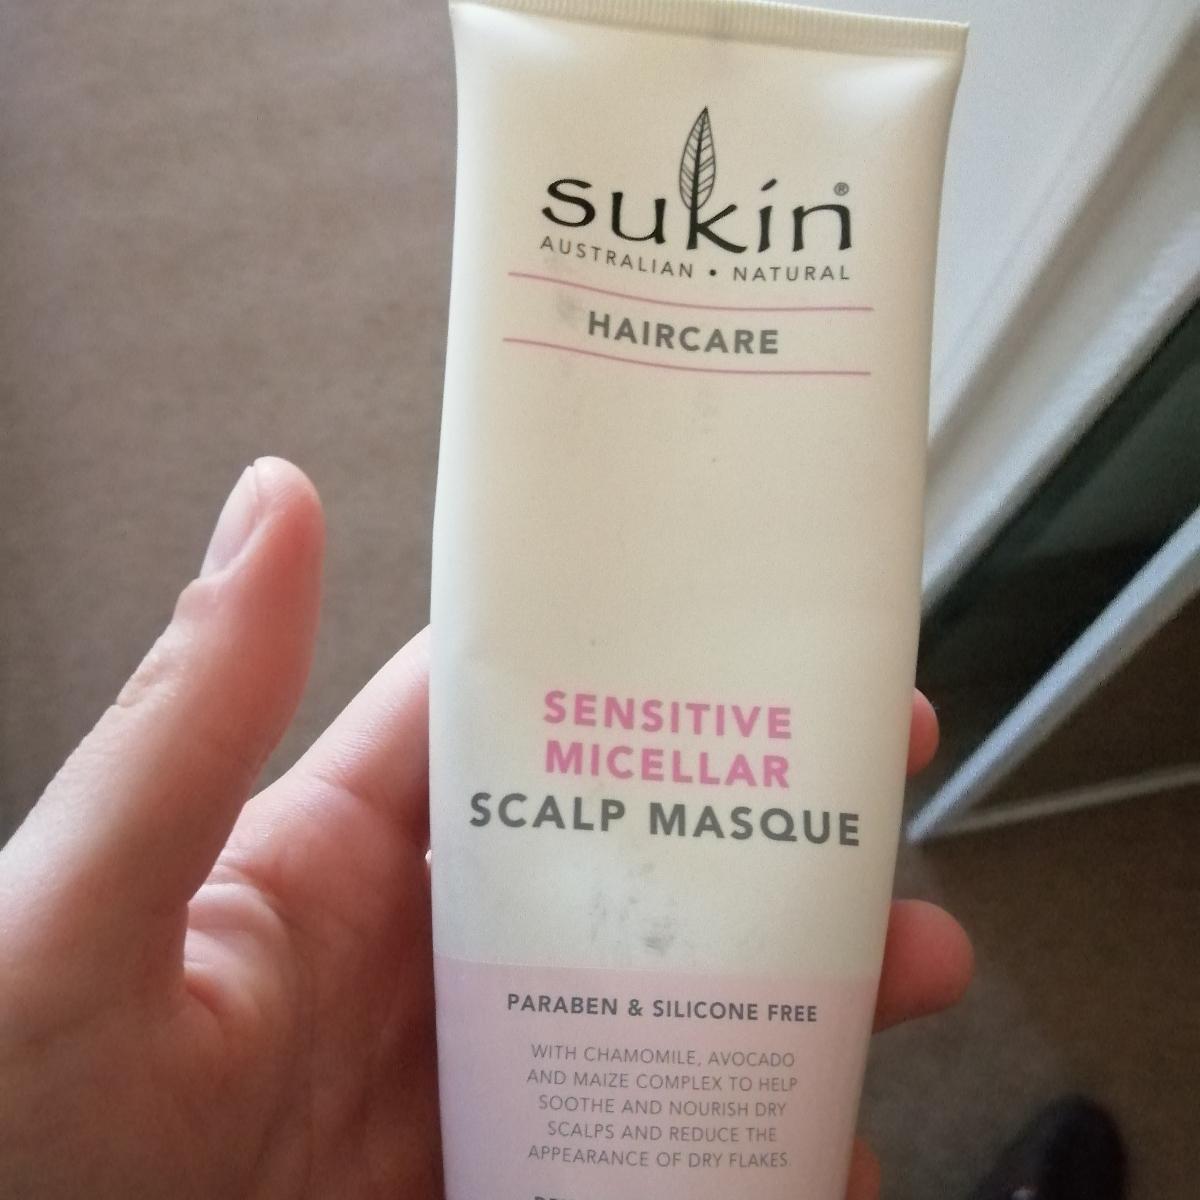 sukin®
AUSTRALIAN • NATURAL
HAIRCARE
SENSITIVE
MICELLAR
SCALP MASQUE
PARABEN & SILICONE FREE
WITH CHAMOMILE, AVOCADO
AND MAIZE COMPLEX TO HELP
SOOTHE AND NOURISH DRY
SCALPS AND REDUCE THE
APPEARANCE OF DRY FLAKES.